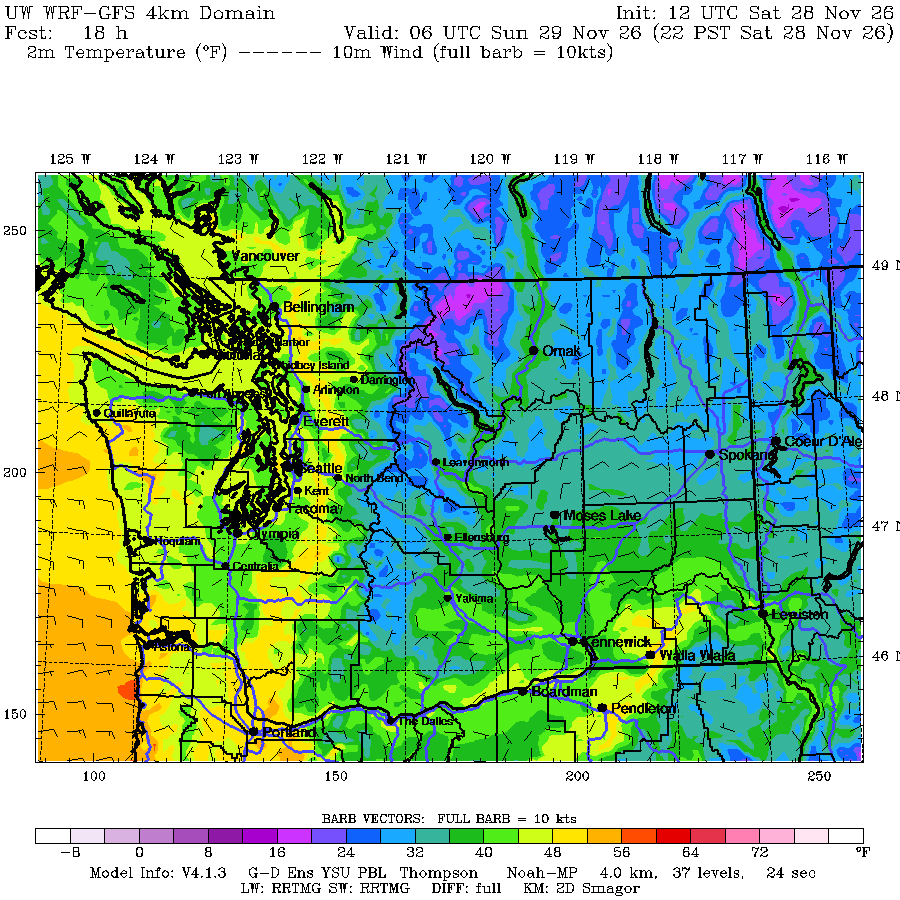 UW WRF-GFS 4km Domain Init: 12 UTC Sat 28 Nov 26
Fcst: 18 h Valid: 06 UTC Sun 29 Nov 26 (22 PST Sat 28 Nov 26)
2m Temperature (°F) ------ 10m Wind (full barb = 10kts)
125 W 124 W 123 W 122 W 121 W 120 W 119 W 118 W 117 W 116 W
250
Vancouver
49 N
Bellingham
Harbor
Omak
Whidbey Island
Darrington
Port Angeles
Arlington
48 N
Quillayute
Everett
Coeur D'Ale
Spokane
Leavenworth
200
Seattle
North Bend
Kent
Tacoma
Moses Lake
47 N
Olympia
Ellensburg
Hoquiam
Centralia
Yakima
Lewiston
Kennewick
Astoria
Walla Walla
46 N
Boardman
Pendleton
150
The Dalles
Portland
100 150 200 250
BARB VECTORS: FULL BARB = 10 kts
-8 0 8 16 24 32 40 48 56 64 72 °F
Model Info: V4.1.3 G-D Ens YSU PBL Thompson Noah-MP 4.0 km, 37 levels, 24 sec
LW: RRTMG SW: RRTMG DIFF: full KM: 2D Smagor